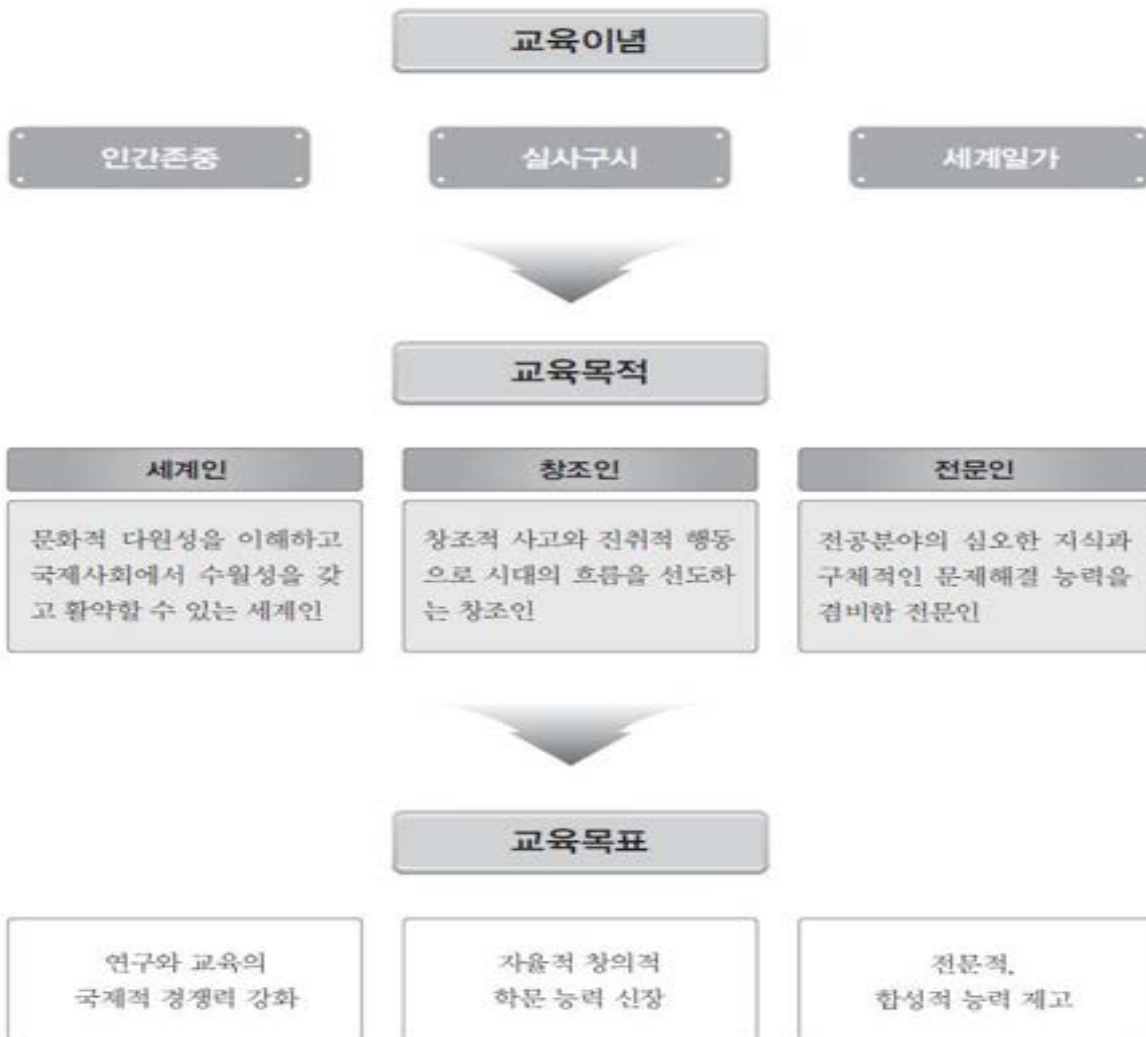 교육이념
인간존중
실사구시
세계일가
교육목적
세계인
창조인
전문인
문화적 다원성을 이해하고
국제사회에서 수월성을 갖
고 활약할 수 있는 세계인
창조적 사고와 진취적 행동
으로 시대의 흐름을 선도하
는 창조인
전공분야의 심오한 지식과
구체적인 문제해결 능력을
겸비한 전문인
교육목표
연구와 교육의
국제적 경쟁력 강화
자율적 창의적
학문 능력 신장
전문적,
합성적 능력 제고